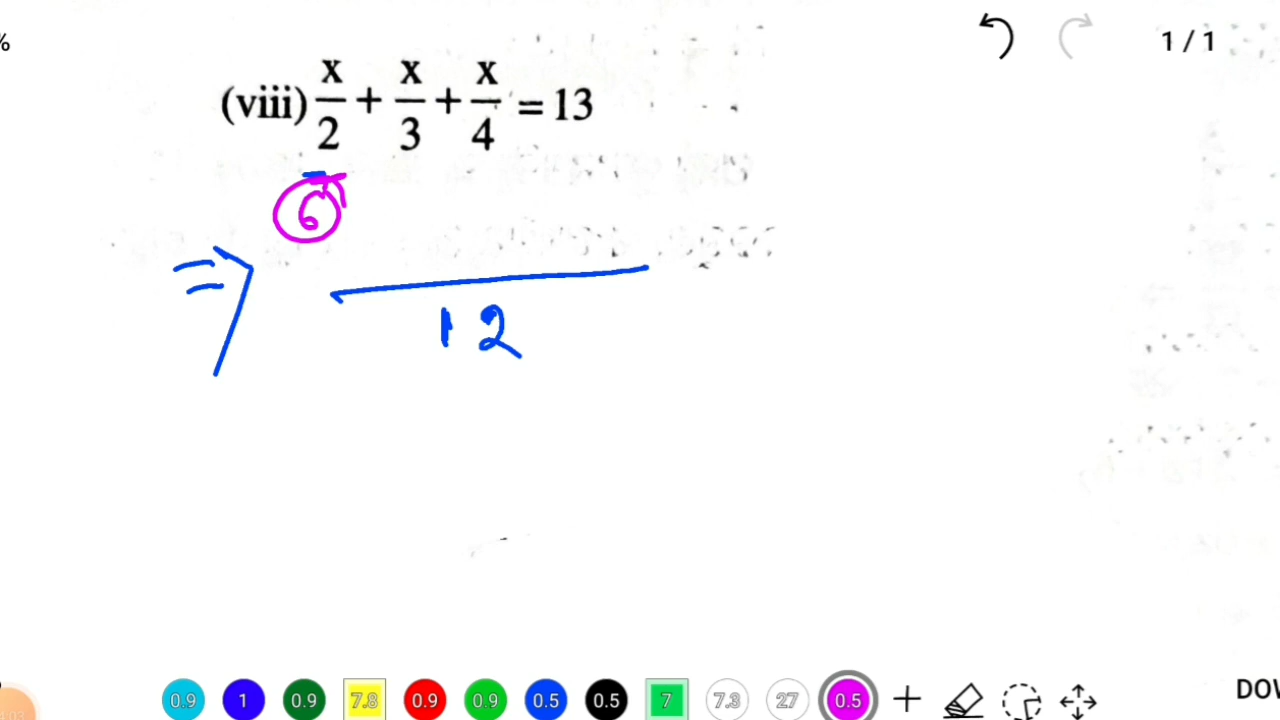 %
1 / 1
(viii) x/2 + x/3 + x/4 = 13
6
⇒
12
0.9 1 0.9 7.8 0.9 0.9 0.5 0.5 7 7.3 27 0.5 +
DOW